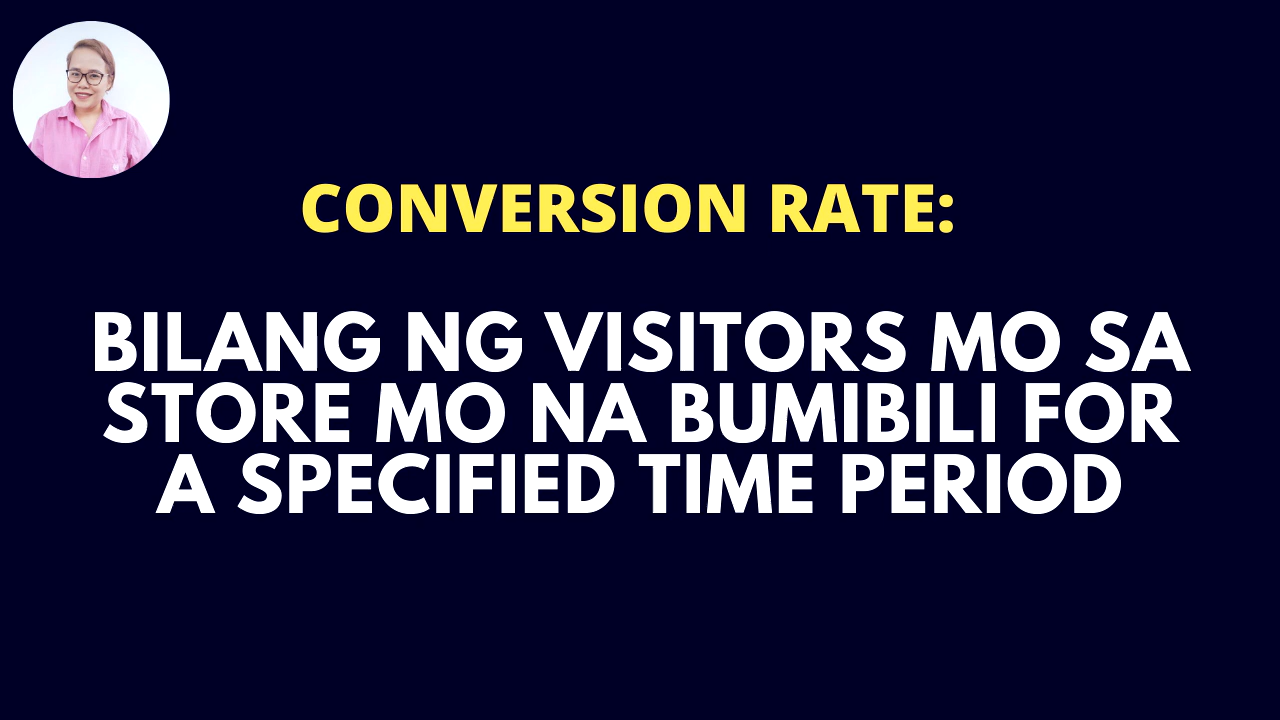 CONVERSION RATE:
BILANG NG VISITORS MO SA
STORE MO NA BUMIBILI FOR
A SPECIFIED TIME PERIOD